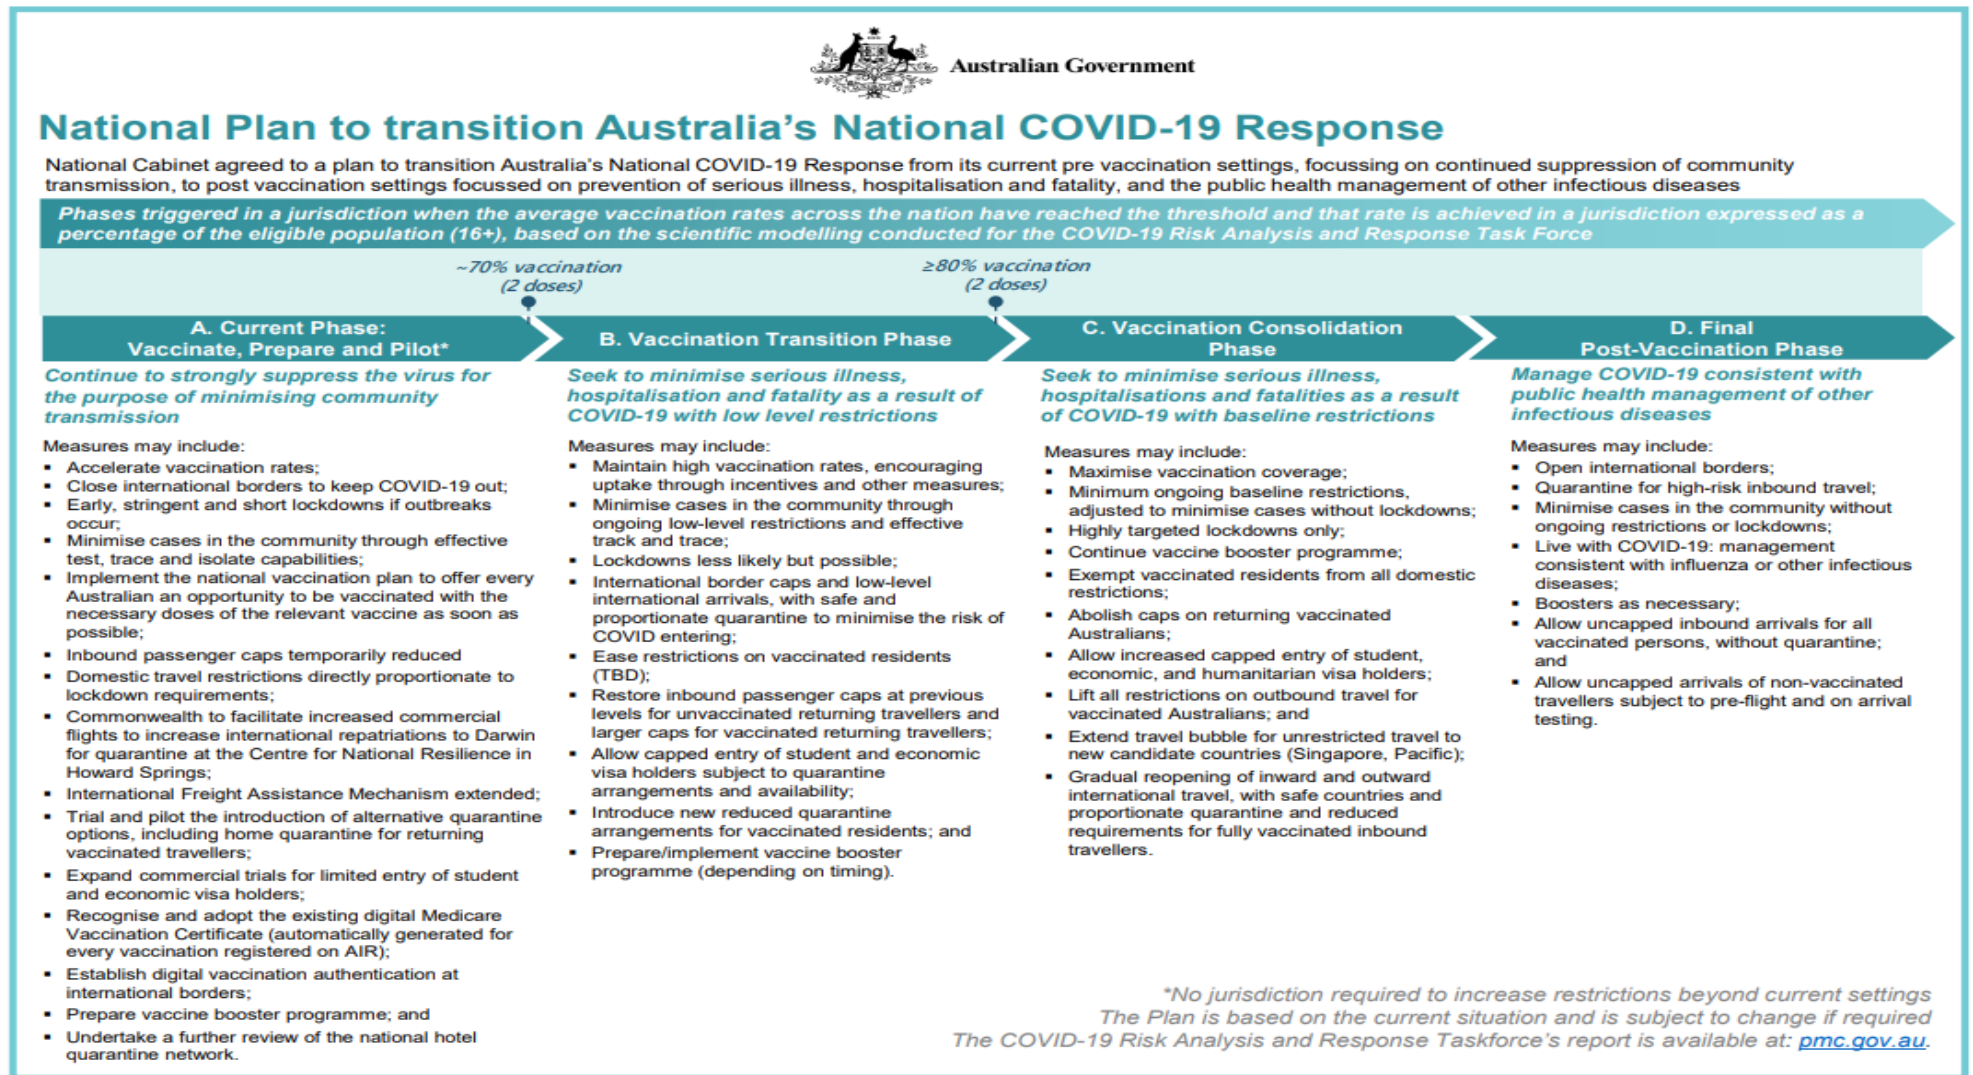 Australian Government
National Plan to transition Australia's National COVID-19 Response
National Cabinet agreed to a plan to transition Australia's National COVID-19 Response from its current pre vaccination settings, focussing on continued suppression of community
transmission, to post vaccination settings focussed on prevention of serious illness, hospitalisation and fatality, and the public health management of other infectious diseases
Phases triggered in a jurisdiction when the average vaccination rates across the nation have reached the threshold and that rate is achieved in a jurisdiction expressed as a
percentage of the eligible population (16+), based on the scientific modelling conducted for the COVID-19 Risk Analysis and Response Task Force
~70% vaccination
(2 doses)
≥80% vaccination
(2 doses)
A. Current Phase:
Vaccinate, Prepare and Pilot*
Continue to strongly suppress the virus for
the purpose of minimising community
transmission
Measures may include:
▪ Accelerate vaccination rates;
▪ Close international borders to keep COVID-19 out;
▪ Early, stringent and short lockdowns if outbreaks
occur;
▪ Minimise cases in the community through effective
test, trace and isolate capabilities;
▪ Implement the national vaccination plan to offer every
Australian an opportunity to be vaccinated with the
necessary doses of the relevant vaccine as soon as
possible;
▪ Inbound passenger caps temporarily reduced
▪ Domestic travel restrictions directly proportionate to
lockdown requirements;
▪ Commonwealth to facilitate increased commercial
flights to increase international repatriations to Darwin
for quarantine at the Centre for National Resilience in
Howard Springs;
▪ International Freight Assistance Mechanism extended;
▪ Trial and pilot the introduction of alternative quarantine
options, including home quarantine for returning
vaccinated travellers;
▪ Expand commercial trials for limited entry of student
and economic visa holders;
▪ Recognise and adopt the existing digital Medicare
Vaccination Certificate (automatically generated for
every vaccination registered on AIR);
▪ Establish digital vaccination authentication at
international borders;
▪ Prepare vaccine booster programme; and
▪ Undertake a further review of the national hotel
quarantine network.
B. Vaccination Transition Phase
Seek to minimise serious illness,
hospitalisation and fatality as a result of
COVID-19 with low level restrictions
Measures may include:
▪ Maintain high vaccination rates, encouraging
uptake through incentives and other measures;
▪ Minimise cases in the community through
ongoing low-level restrictions and effective
track and trace;
▪ Lockdowns less likely but possible;
▪ International border caps and low-level
international arrivals, with safe and
proportionate quarantine to minimise the risk of
COVID entering;
▪ Ease restrictions on vaccinated residents
(TBD);
▪ Restore inbound passenger caps at previous
levels for unvaccinated returning travellers and
larger caps for vaccinated returning travellers;
▪ Allow capped entry of student and economic
visa holders subject to quarantine
arrangements and availability;
▪ Introduce new reduced quarantine
arrangements for vaccinated residents; and
▪ Prepare/implement vaccine booster
programme (depending on timing).
C. Vaccination Consolidation
Phase
Seek to minimise serious illness,
hospitalisations and fatalities as a result
of COVID-19 with baseline restrictions
Measures may include:
▪ Maximise vaccination coverage;
▪ Minimum ongoing baseline restrictions,
adjusted to minimise cases without lockdowns;
▪ Highly targeted lockdowns only;
▪ Continue vaccine booster programme;
▪ Exempt vaccinated residents from all domestic
restrictions;
▪ Abolish caps on returning vaccinated
Australians;
▪ Allow increased capped entry of student,
economic, and humanitarian visa holders;
▪ Lift all restrictions on outbound travel for
vaccinated Australians; and
▪ Extend travel bubble for unrestricted travel to
new candidate countries (Singapore, Pacific);
▪ Gradual reopening of inward and outward
international travel, with safe countries and
proportionate quarantine and reduced
requirements for fully vaccinated inbound
travellers.
D. Final
Post-Vaccination Phase
Manage COVID-19 consistent with
public health management of other
infectious diseases
Measures may include:
▪ Open international borders;
▪ Quarantine for high-risk inbound travel;
▪ Minimise cases in the community without
ongoing restrictions or lockdowns;
▪ Live with COVID-19: management
consistent with influenza or other infectious
diseases;
▪ Boosters as necessary;
▪ Allow uncapped inbound arrivals for all
vaccinated persons, without quarantine;
and
▪ Allow uncapped arrivals of non-vaccinated
travellers subject to pre-flight and on arrival
testing.
*No jurisdiction required to increase restrictions beyond current settings
The Plan is based on the current situation and is subject to change if required
The COVID-19 Risk Analysis and Response Taskforce's report is available at: pmc.gov.au.